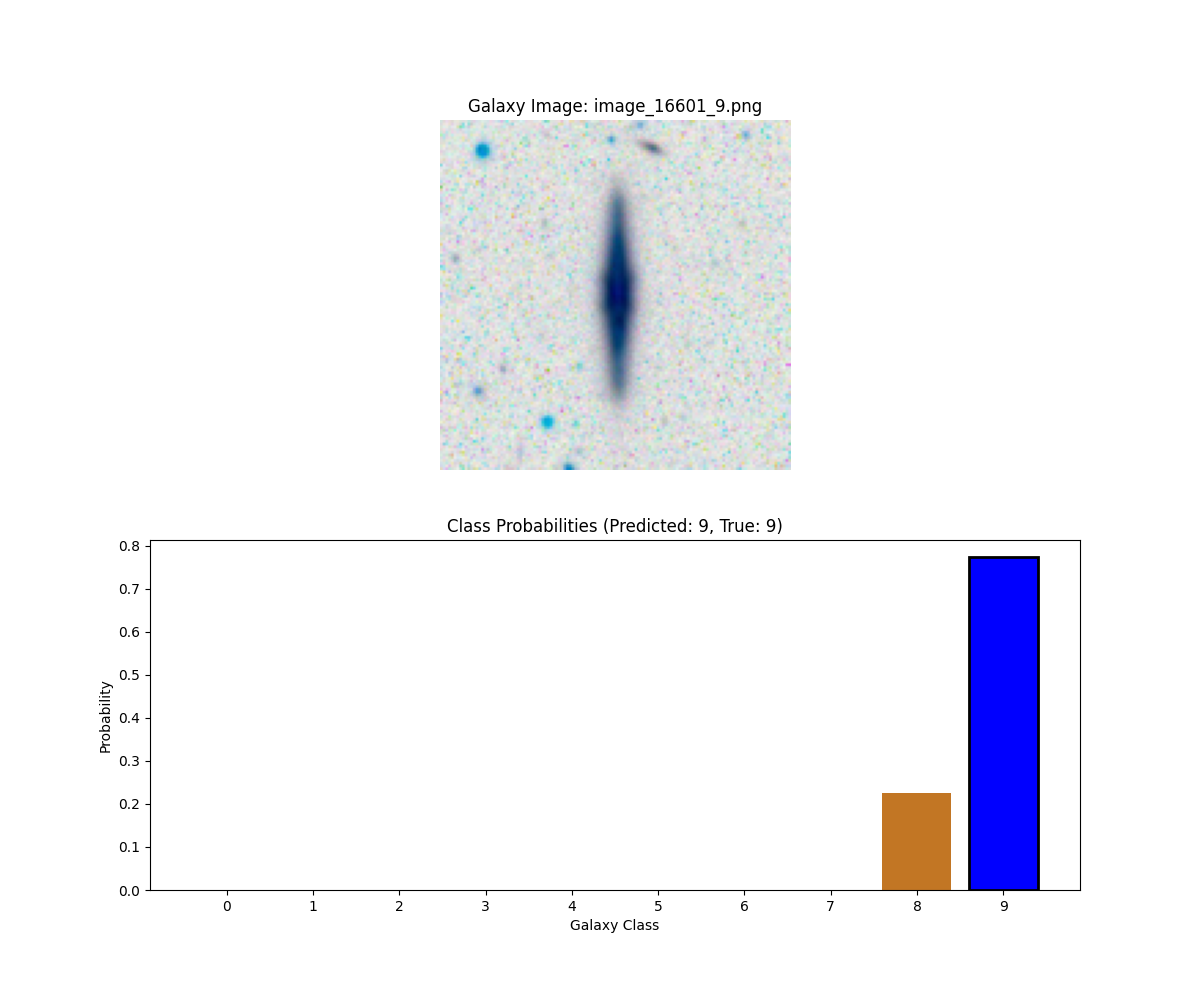 Galaxy Image: image_16601_9.png
Class Probabilities (Predicted: 9, True: 9)
0.8
0.7
0.6
0.5
0.4
0.3
0.2
0.1
0.0
Probability
0 1 2 3 4 5 6 7 8 9
Galaxy Class